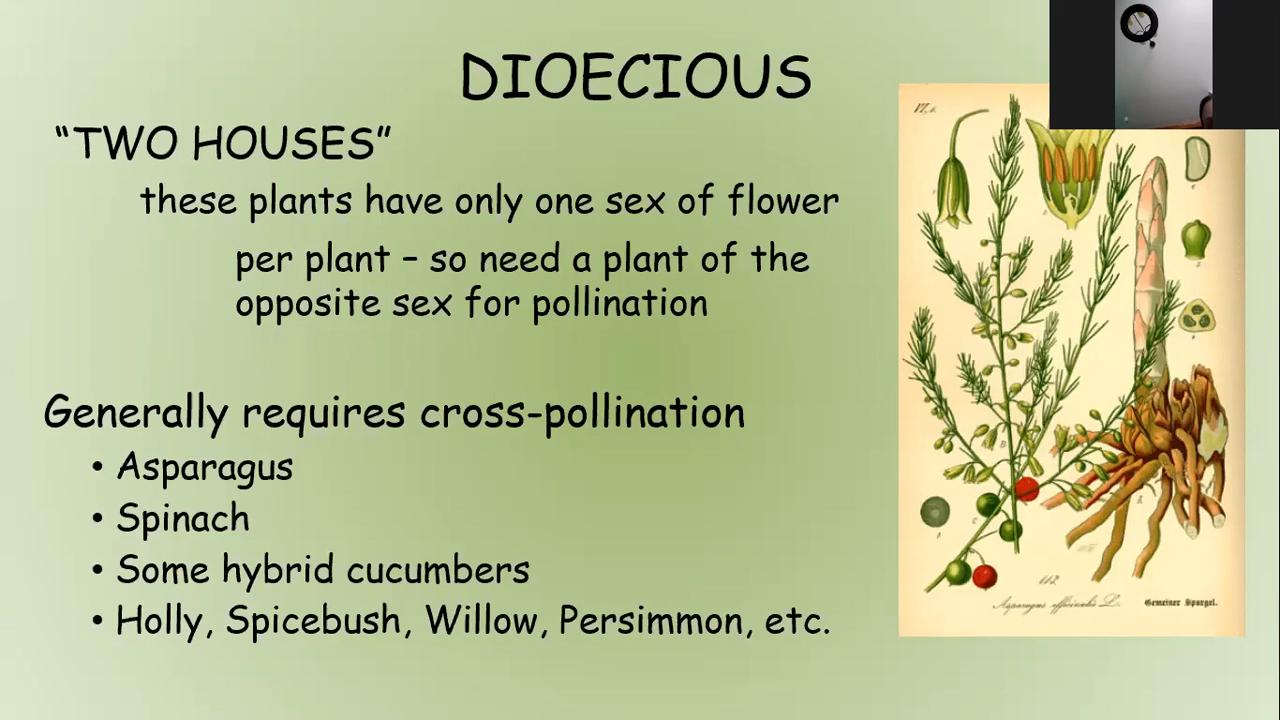 DIOECIOUS
“TWO HOUSES”
these plants have only one sex of flower
per plant – so need a plant of the
opposite sex for pollination
Generally requires cross-pollination
• Asparagus
• Spinach
• Some hybrid cucumbers
• Holly, Spicebush, Willow, Persimmon, etc.
Asparagus officinalis L.
Gemeiner Spargel.